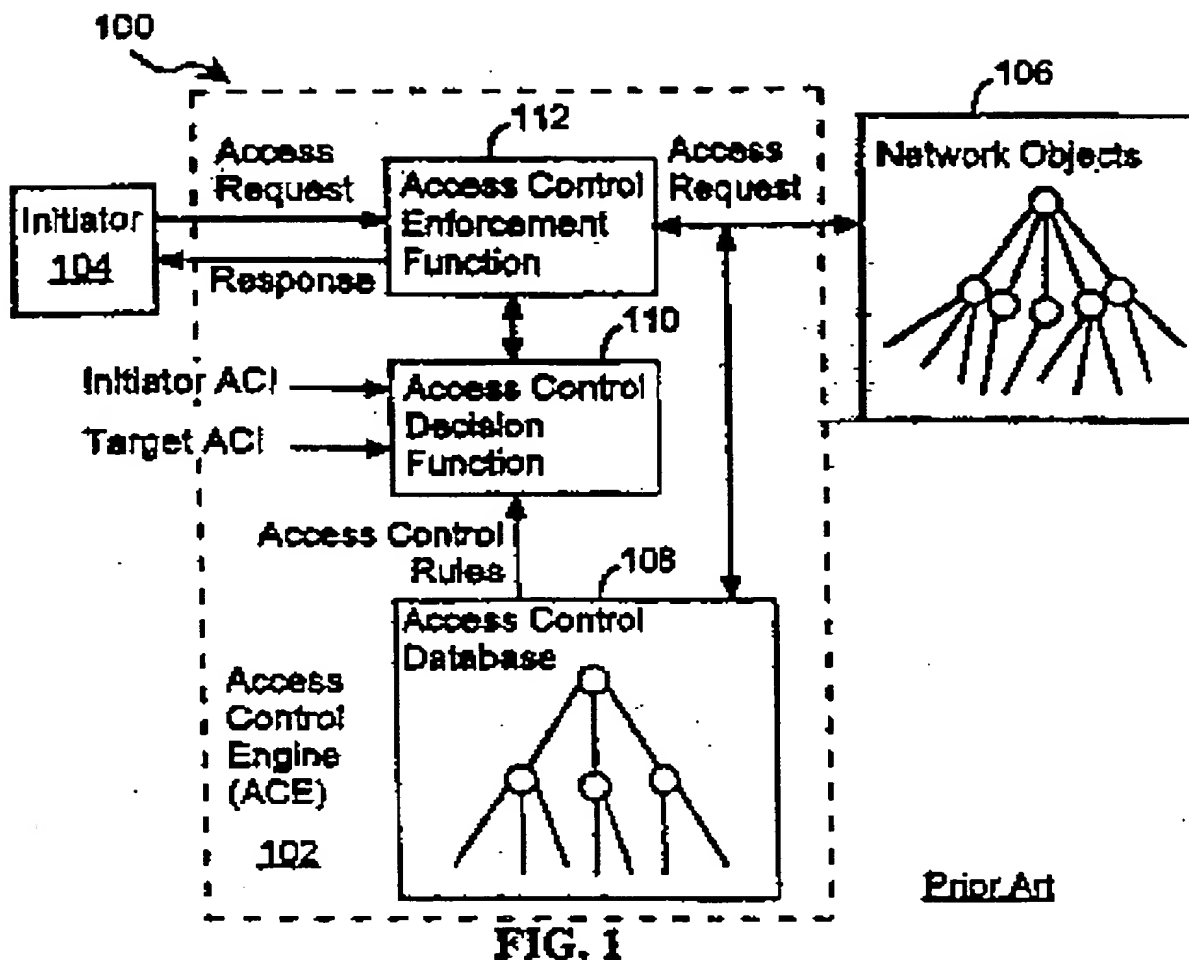 100
106
112
Access
Request
Access
Request
Network Objects
Initiator
104
Access Control
Enforcement
Function
Response
110
Initiator ACI
Target ACI
Access Control
Decision
Function
Access Control
Rules
108
Access Control
Database
Access
Control
Engine
(ACE)
102
Prior Art
FIG. 1